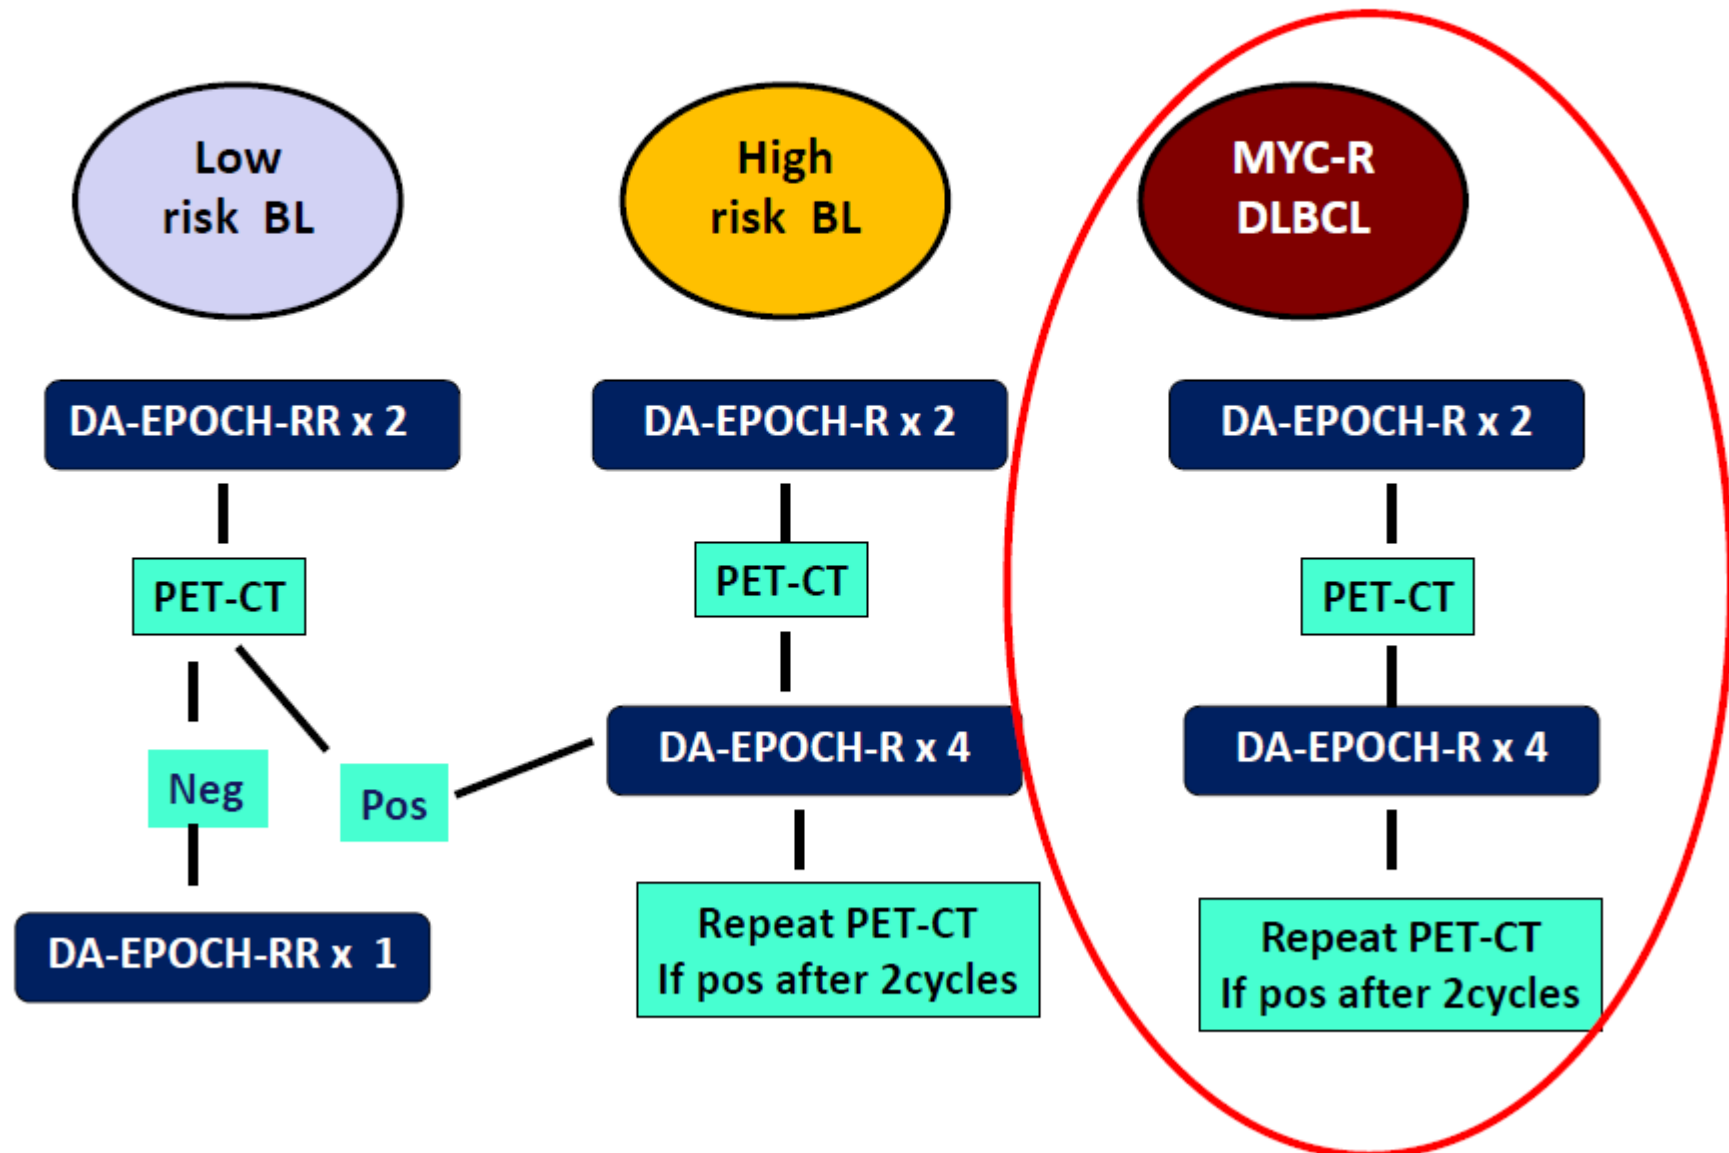 Low
risk BL
DA-EPOCH-RR x 2
PET-CT
Neg
Pos
DA-EPOCH-RR x 1
High
risk BL
DA-EPOCH-R x 2
PET-CT
DA-EPOCH-R x 4
Repeat PET-CT
If pos after 2cycles
MYC-R
DLBCL
DA-EPOCH-R x 2
PET-CT
DA-EPOCH-R x 4
Repeat PET-CT
If pos after 2cycles